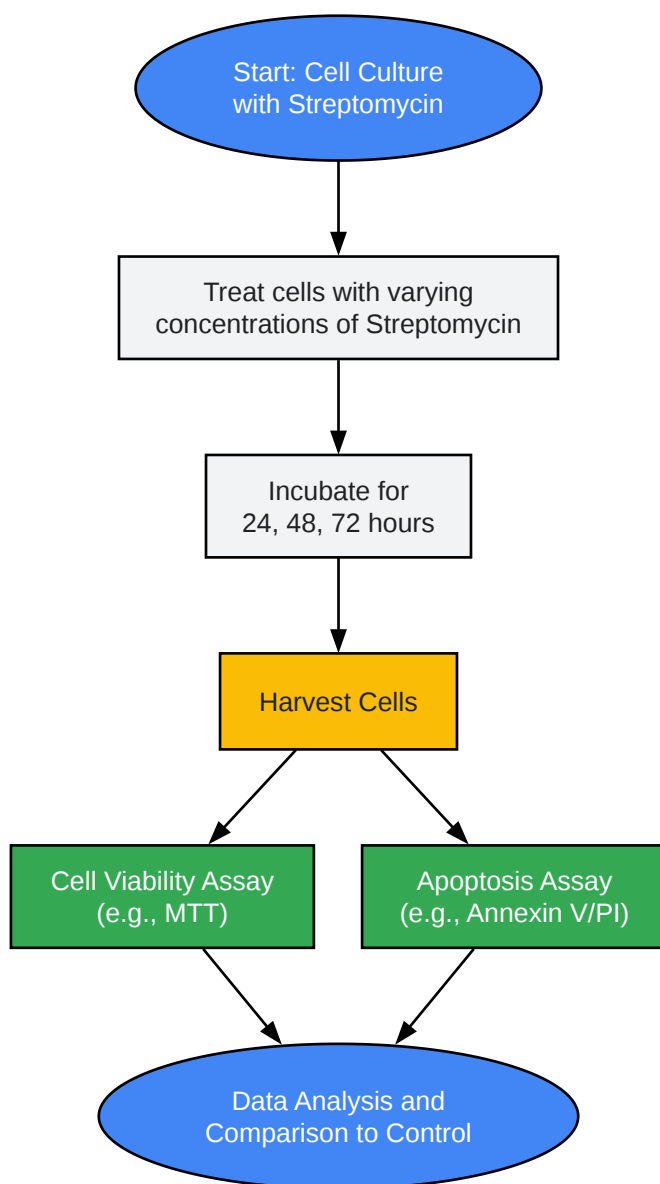 Start: Cell Culture
with Streptomycin
Treat cells with varying
concentrations of Streptomycin
Incubate for
24, 48, 72 hours
Harvest Cells
Cell Viability Assay
(e.g., MTT)
Apoptosis Assay
(e.g., Annexin V/PI)
Data Analysis and
Comparison to Control